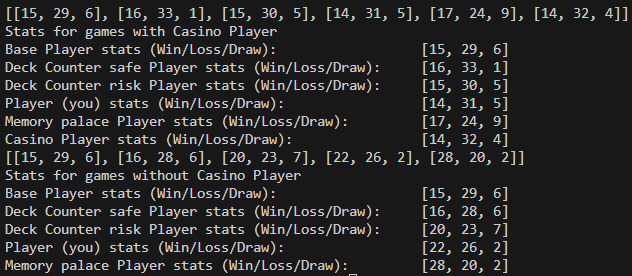 [[15, 29, 6], [16, 33, 1], [15, 30, 5], [14, 31, 5], [17, 24, 9], [14, 32, 4]]
Stats for games with Casino Player
Base Player stats (Win/Loss/Draw): [15, 29, 6]
Deck Counter safe Player stats (Win/Loss/Draw): [16, 33, 1]
Deck Counter risk Player stats (Win/Loss/Draw): [15, 30, 5]
Player (you) stats (Win/Loss/Draw): [14, 31, 5]
Memory palace Player stats (Win/Loss/Draw): [17, 24, 9]
Casino Player stats (Win/Loss/Draw): [14, 32, 4]
[[15, 29, 6], [16, 28, 6], [20, 23, 7], [22, 26, 2], [28, 20, 2]]
Stats for games without Casino Player
Base Player stats (Win/Loss/Draw): [15, 29, 6]
Deck Counter safe Player stats (Win/Loss/Draw): [16, 28, 6]
Deck Counter risk Player stats (Win/Loss/Draw): [20, 23, 7]
Player (you) stats (Win/Loss/Draw): [22, 26, 2]
Memory palace Player stats (Win/Loss/Draw): [28, 20, 2]